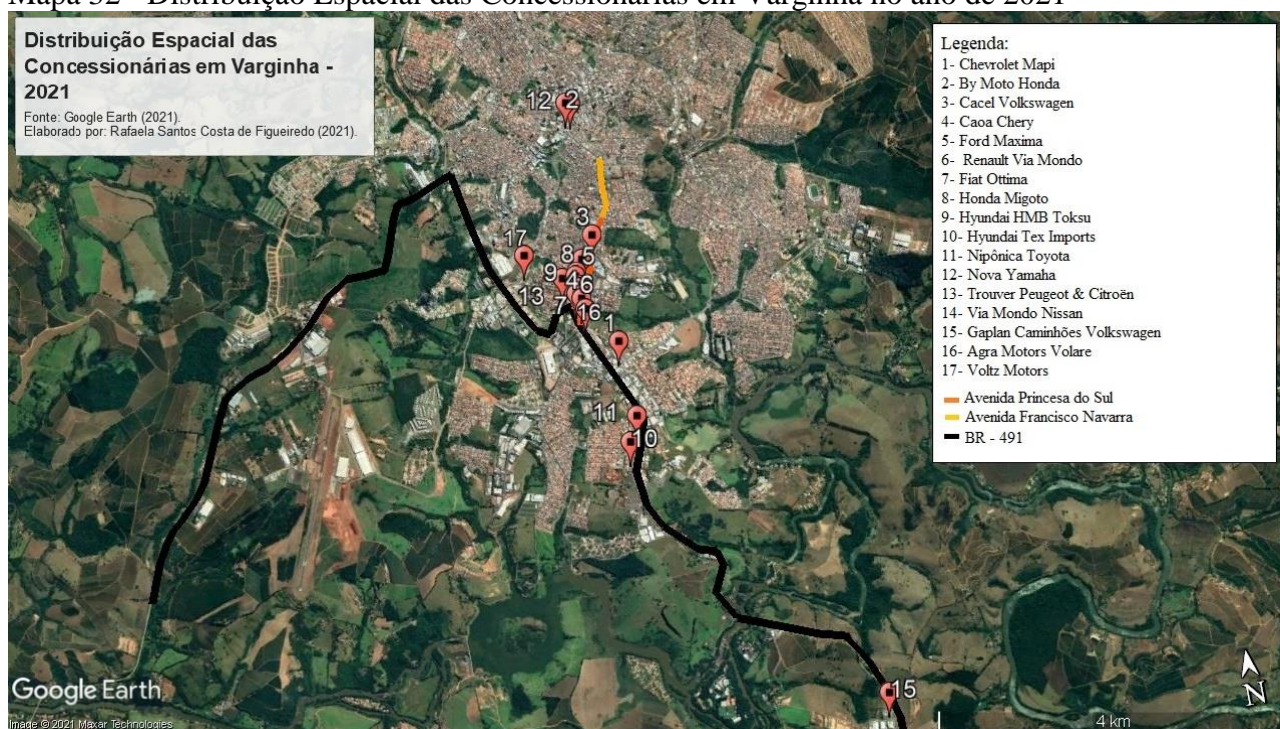 Mapa 32 - Distribuição Espacial das Concessionárias em Varginha no ano de 2021
Distribuição Espacial das
Concessionárias em Varginha -
2021
Fonte: Google Earth (2021).
Elaborado por: Rafaela Santos Costa de Figueiredo (2021).
Legenda:
1- Chevrolet Mapi
2- By Moto Honda
3- Cacel Volkswagen
4- Caoa Chery
5- Ford Maxima
6- Renault Via Mondo
7- Fiat Ottima
8- Honda Migoto
9- Hyundai HMB Toksu
10- Hyundai Tex Imports
11- Nipônica Toyota
12- Nova Yamaha
13- Trouver Peugeot & Citroën
14- Via Mondo Nissan
15- Gaplan Caminhões Volkswagen
16- Agra Motors Volare
17- Voltz Motors
Avenida Princesa do Sul
Avenida Francisco Navarra
BR - 491
12 2
3
17
8 5
9
13
4 6
7
16
1
11
10
15
Google Earth
Image © 2021 Maxar Technologies
4 km
N